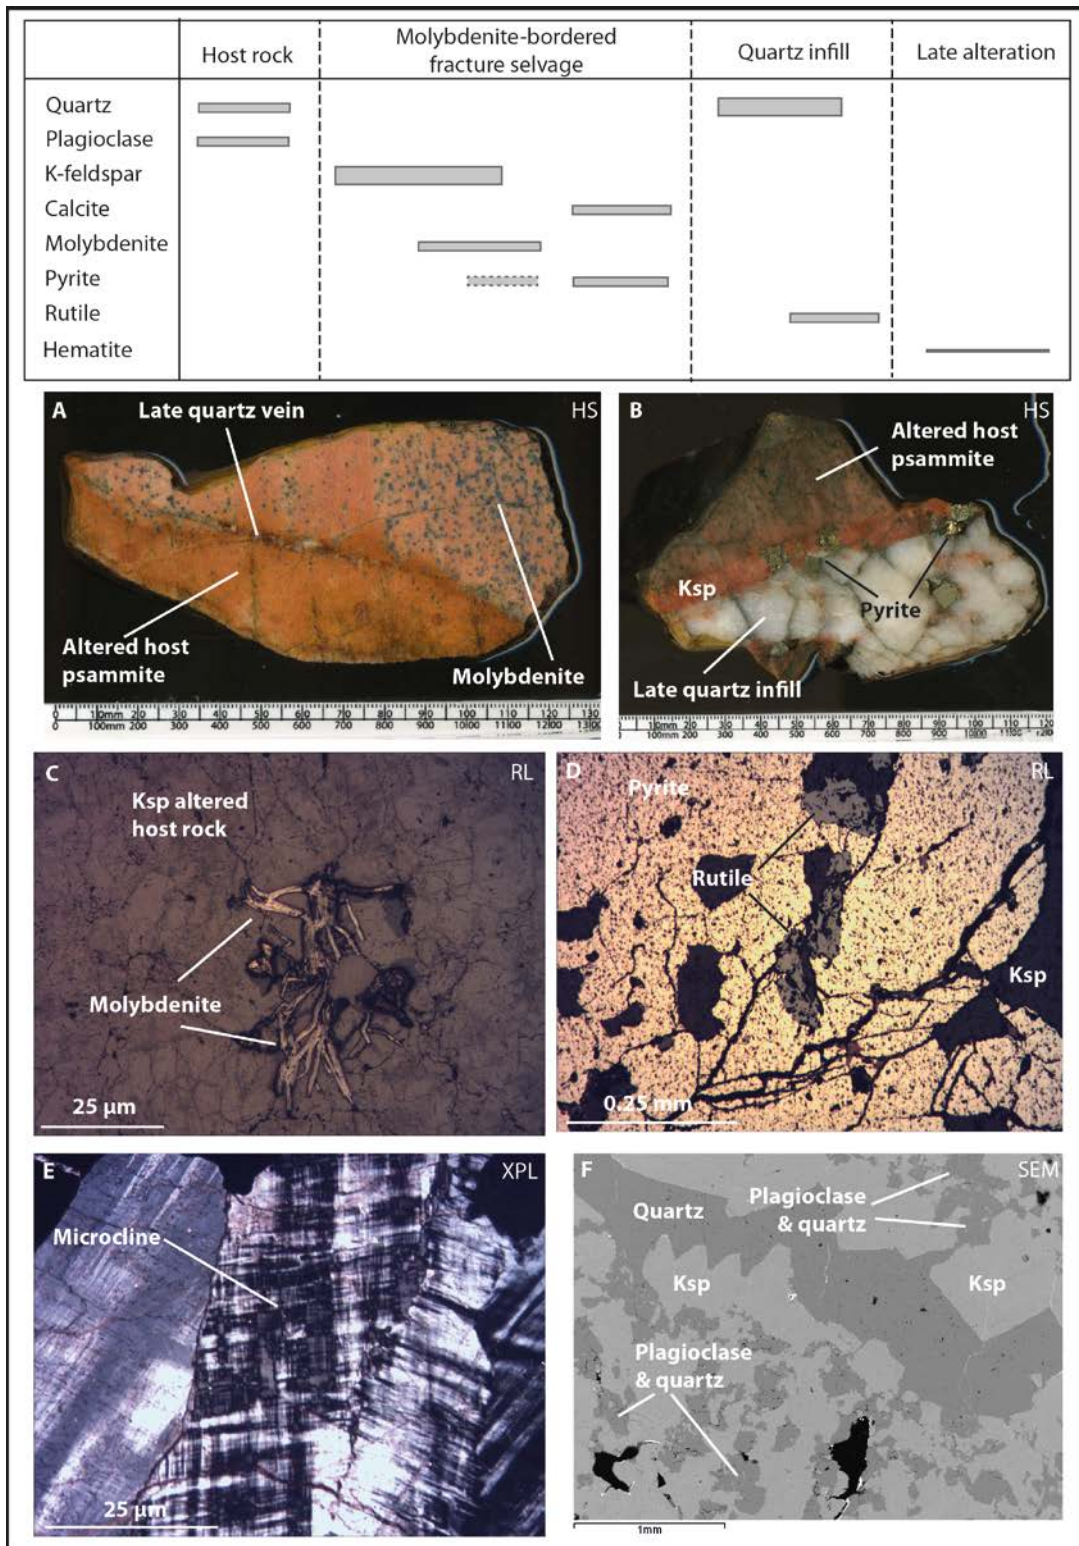 Host rock
Molybdenite-bordered
fracture selvage
Quartz infill
Late alteration
Quartz
Plagioclase
K-feldspar
Calcite
Molybdenite
Pyrite
Rutile
Hematite
A
Late quartz vein
HS
Altered host
psammite
Molybdenite
B
HS
Altered host
psammite
Ksp
Pyrite
Late quartz infill
C
RL
Ksp altered
host rock
Molybdenite
25 µm
D
RL
Pyrite
Rutile
Ksp
0.25 mm
E
XPL
Microcline
25 µm
F
SEM
Plagioclase
& quartz
Quartz
Ksp
Ksp
Plagioclase
& quartz
1mm